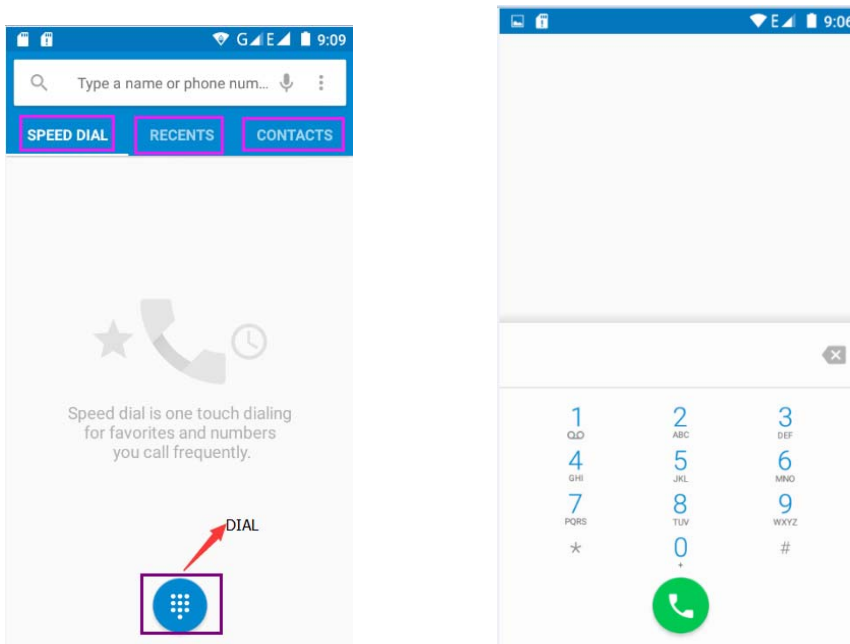 G E 9:09
Type a name or phone num...
SPEED DIAL RECENTS CONTACTS
Speed dial is one touch dialing
for favorites and numbers
you call frequently.
DIAL
E 9:06
1 2 3
ABC DEF
4 5 6
GHI JKL MNO
7 8 9
PQRS TUV WXYZ
* 0 #
+